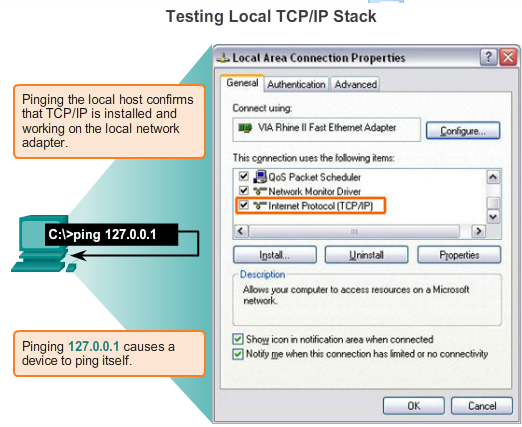 Testing Local TCP/IP Stack
Pinging the local host confirms
that TCP/IP is installed and
working on the local network
adapter.
C:\>ping 127.0.0.1
Pinging 127.0.0.1 causes a
device to ping itself.
Local Area Connection Properties
General Authentication Advanced
Connect using:
VIA Rhine II Fast Ethernet Adapter
Configure...
This connection uses the following items:
QoS Packet Scheduler
Network Monitor Driver
Internet Protocol (TCP/IP)
Install... Uninstall Properties
Description
Allows your computer to access resources on a Microsoft
network.
Show icon in notification area when connected
Notify me when this connection has limited or no connectivity
OK Cancel